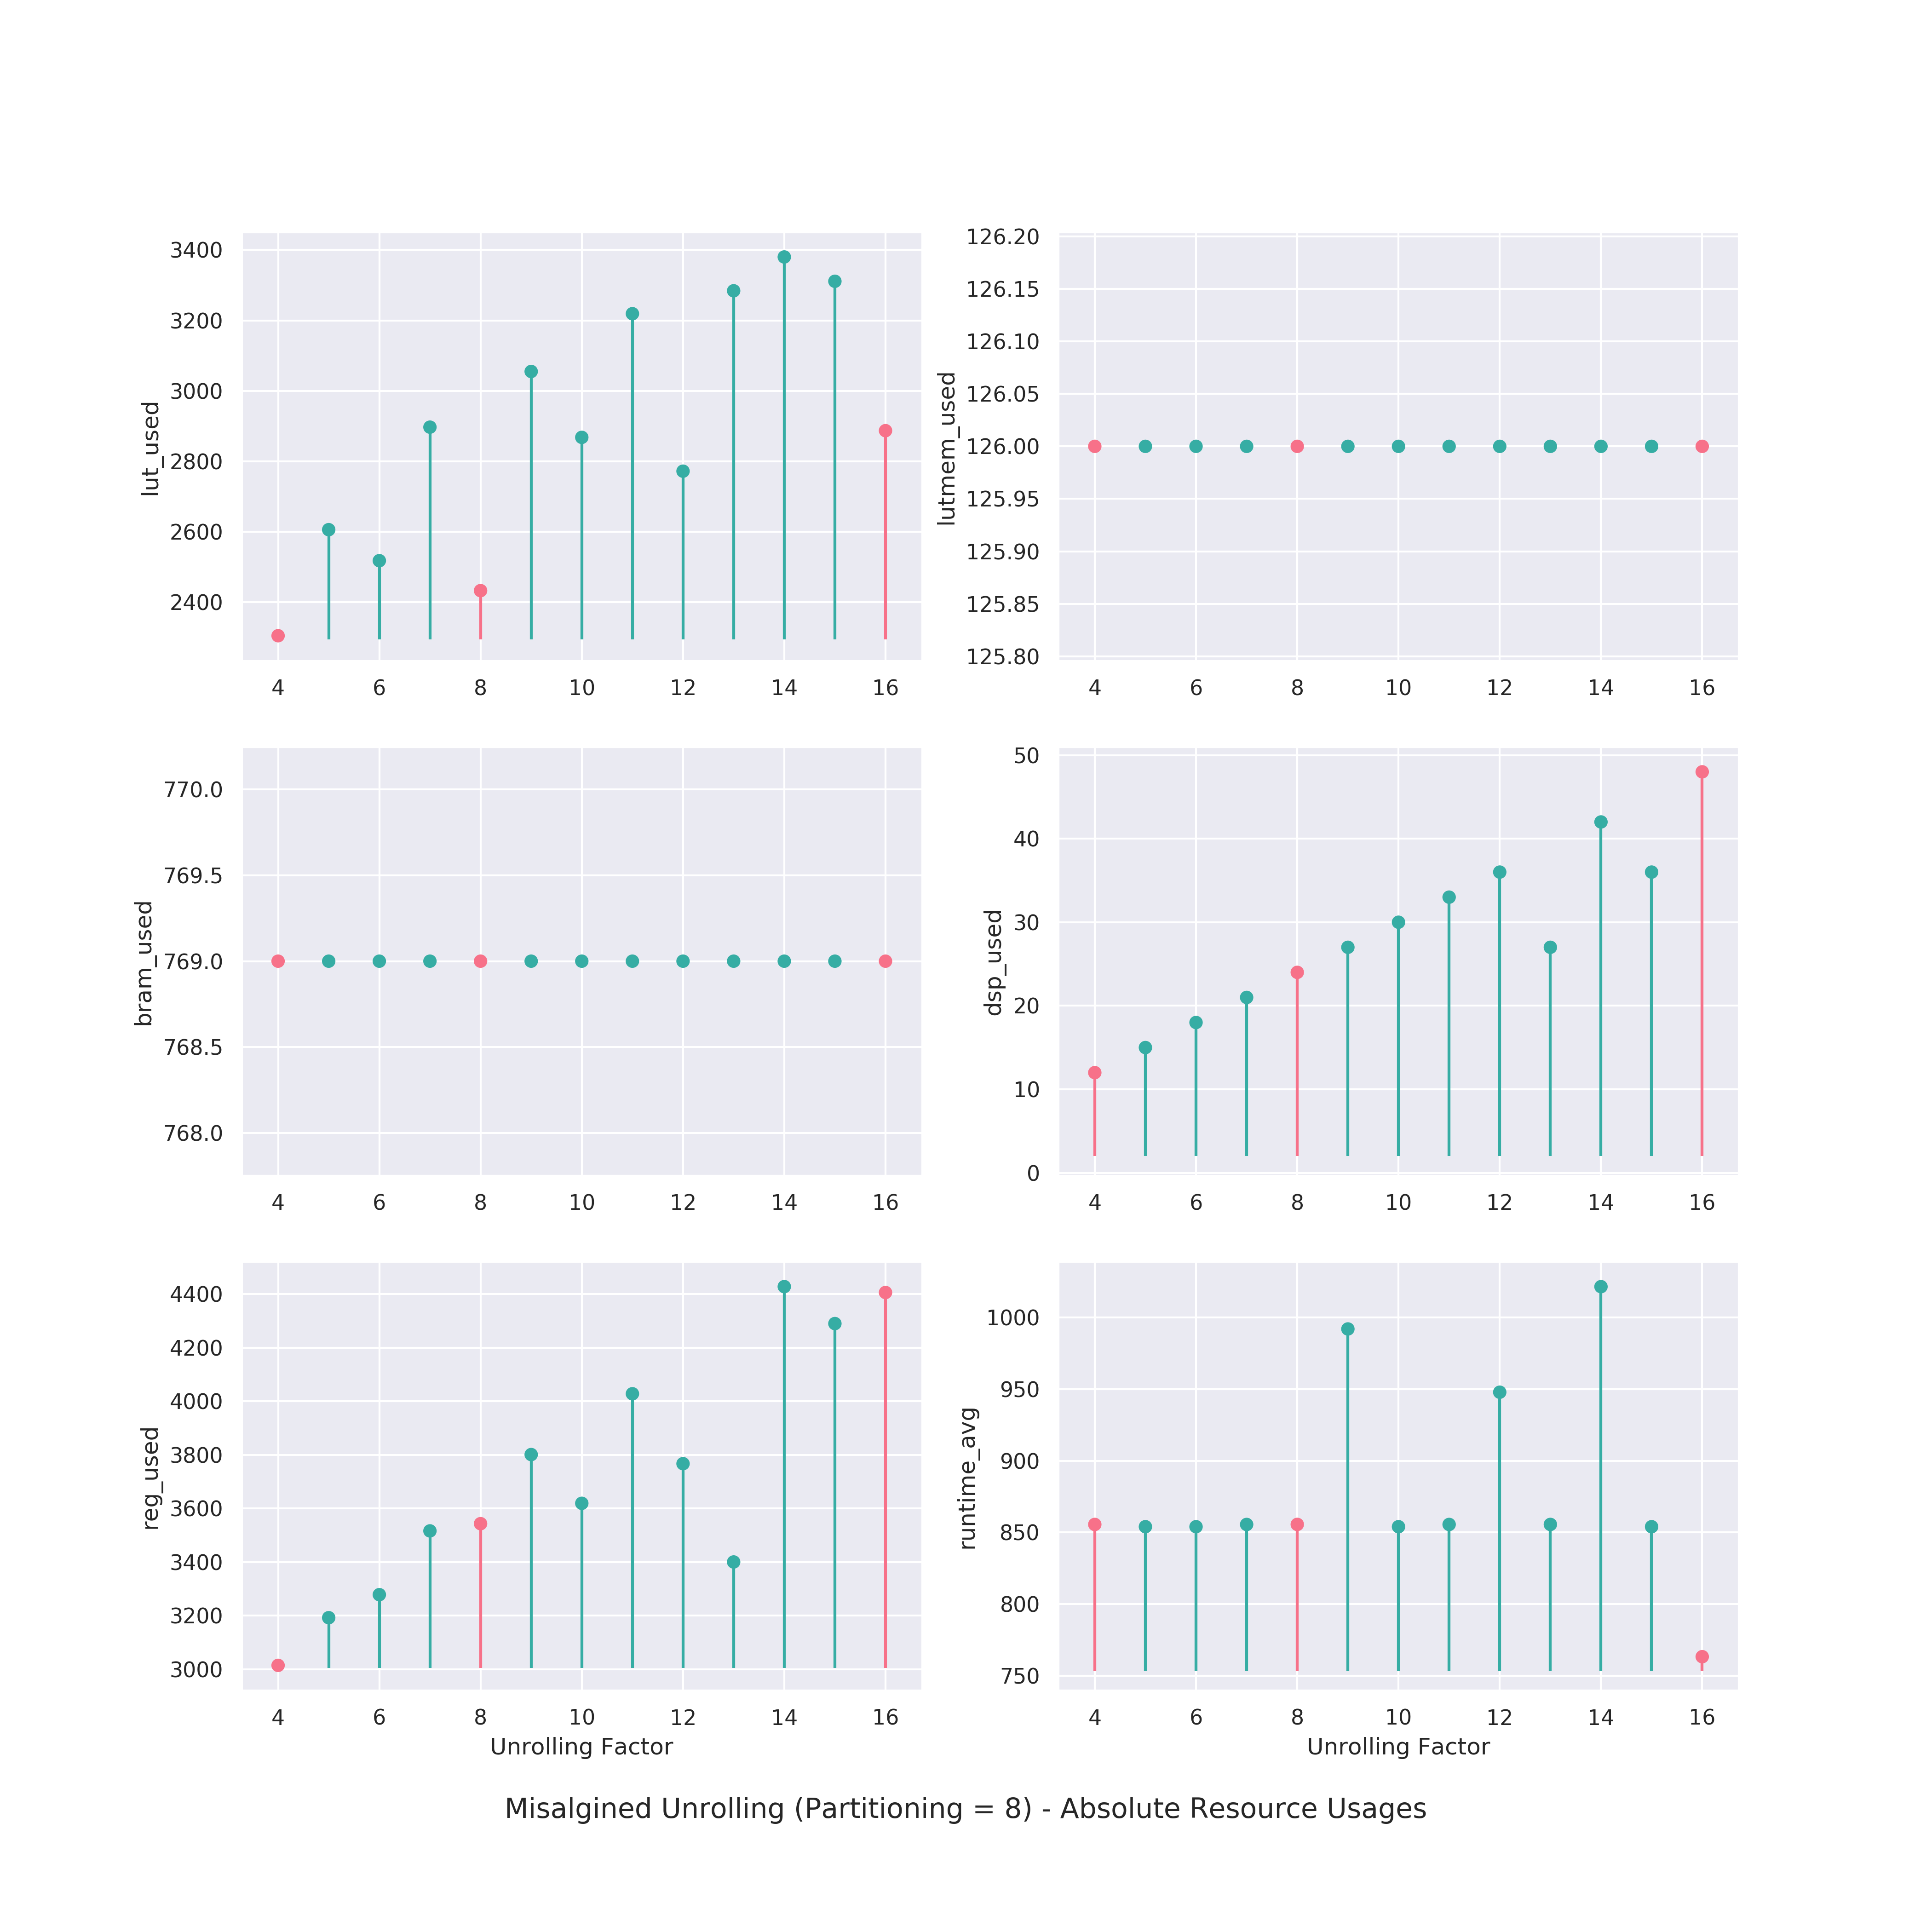 3400
3200
3000
2800
2600
2400
lut_used
4 6 8 10 12 14 16
126.20
126.15
126.10
126.05
126.00
125.95
125.90
125.85
125.80
lutmem_used
4 6 8 10 12 14 16
770.0
769.5
769.0
768.5
768.0
bram_used
4 6 8 10 12 14 16
50
40
30
20
10
0
dsp_used
4 6 8 10 12 14 16
4400
4200
4000
3800
3600
3400
3200
3000
reg_used
4 6 8 10 12 14 16
Unrolling Factor
1000
950
900
850
800
750
runtime_avg
4 6 8 10 12 14 16
Unrolling Factor
Misalgined Unrolling (Partitioning = 8) - Absolute Resource Usages